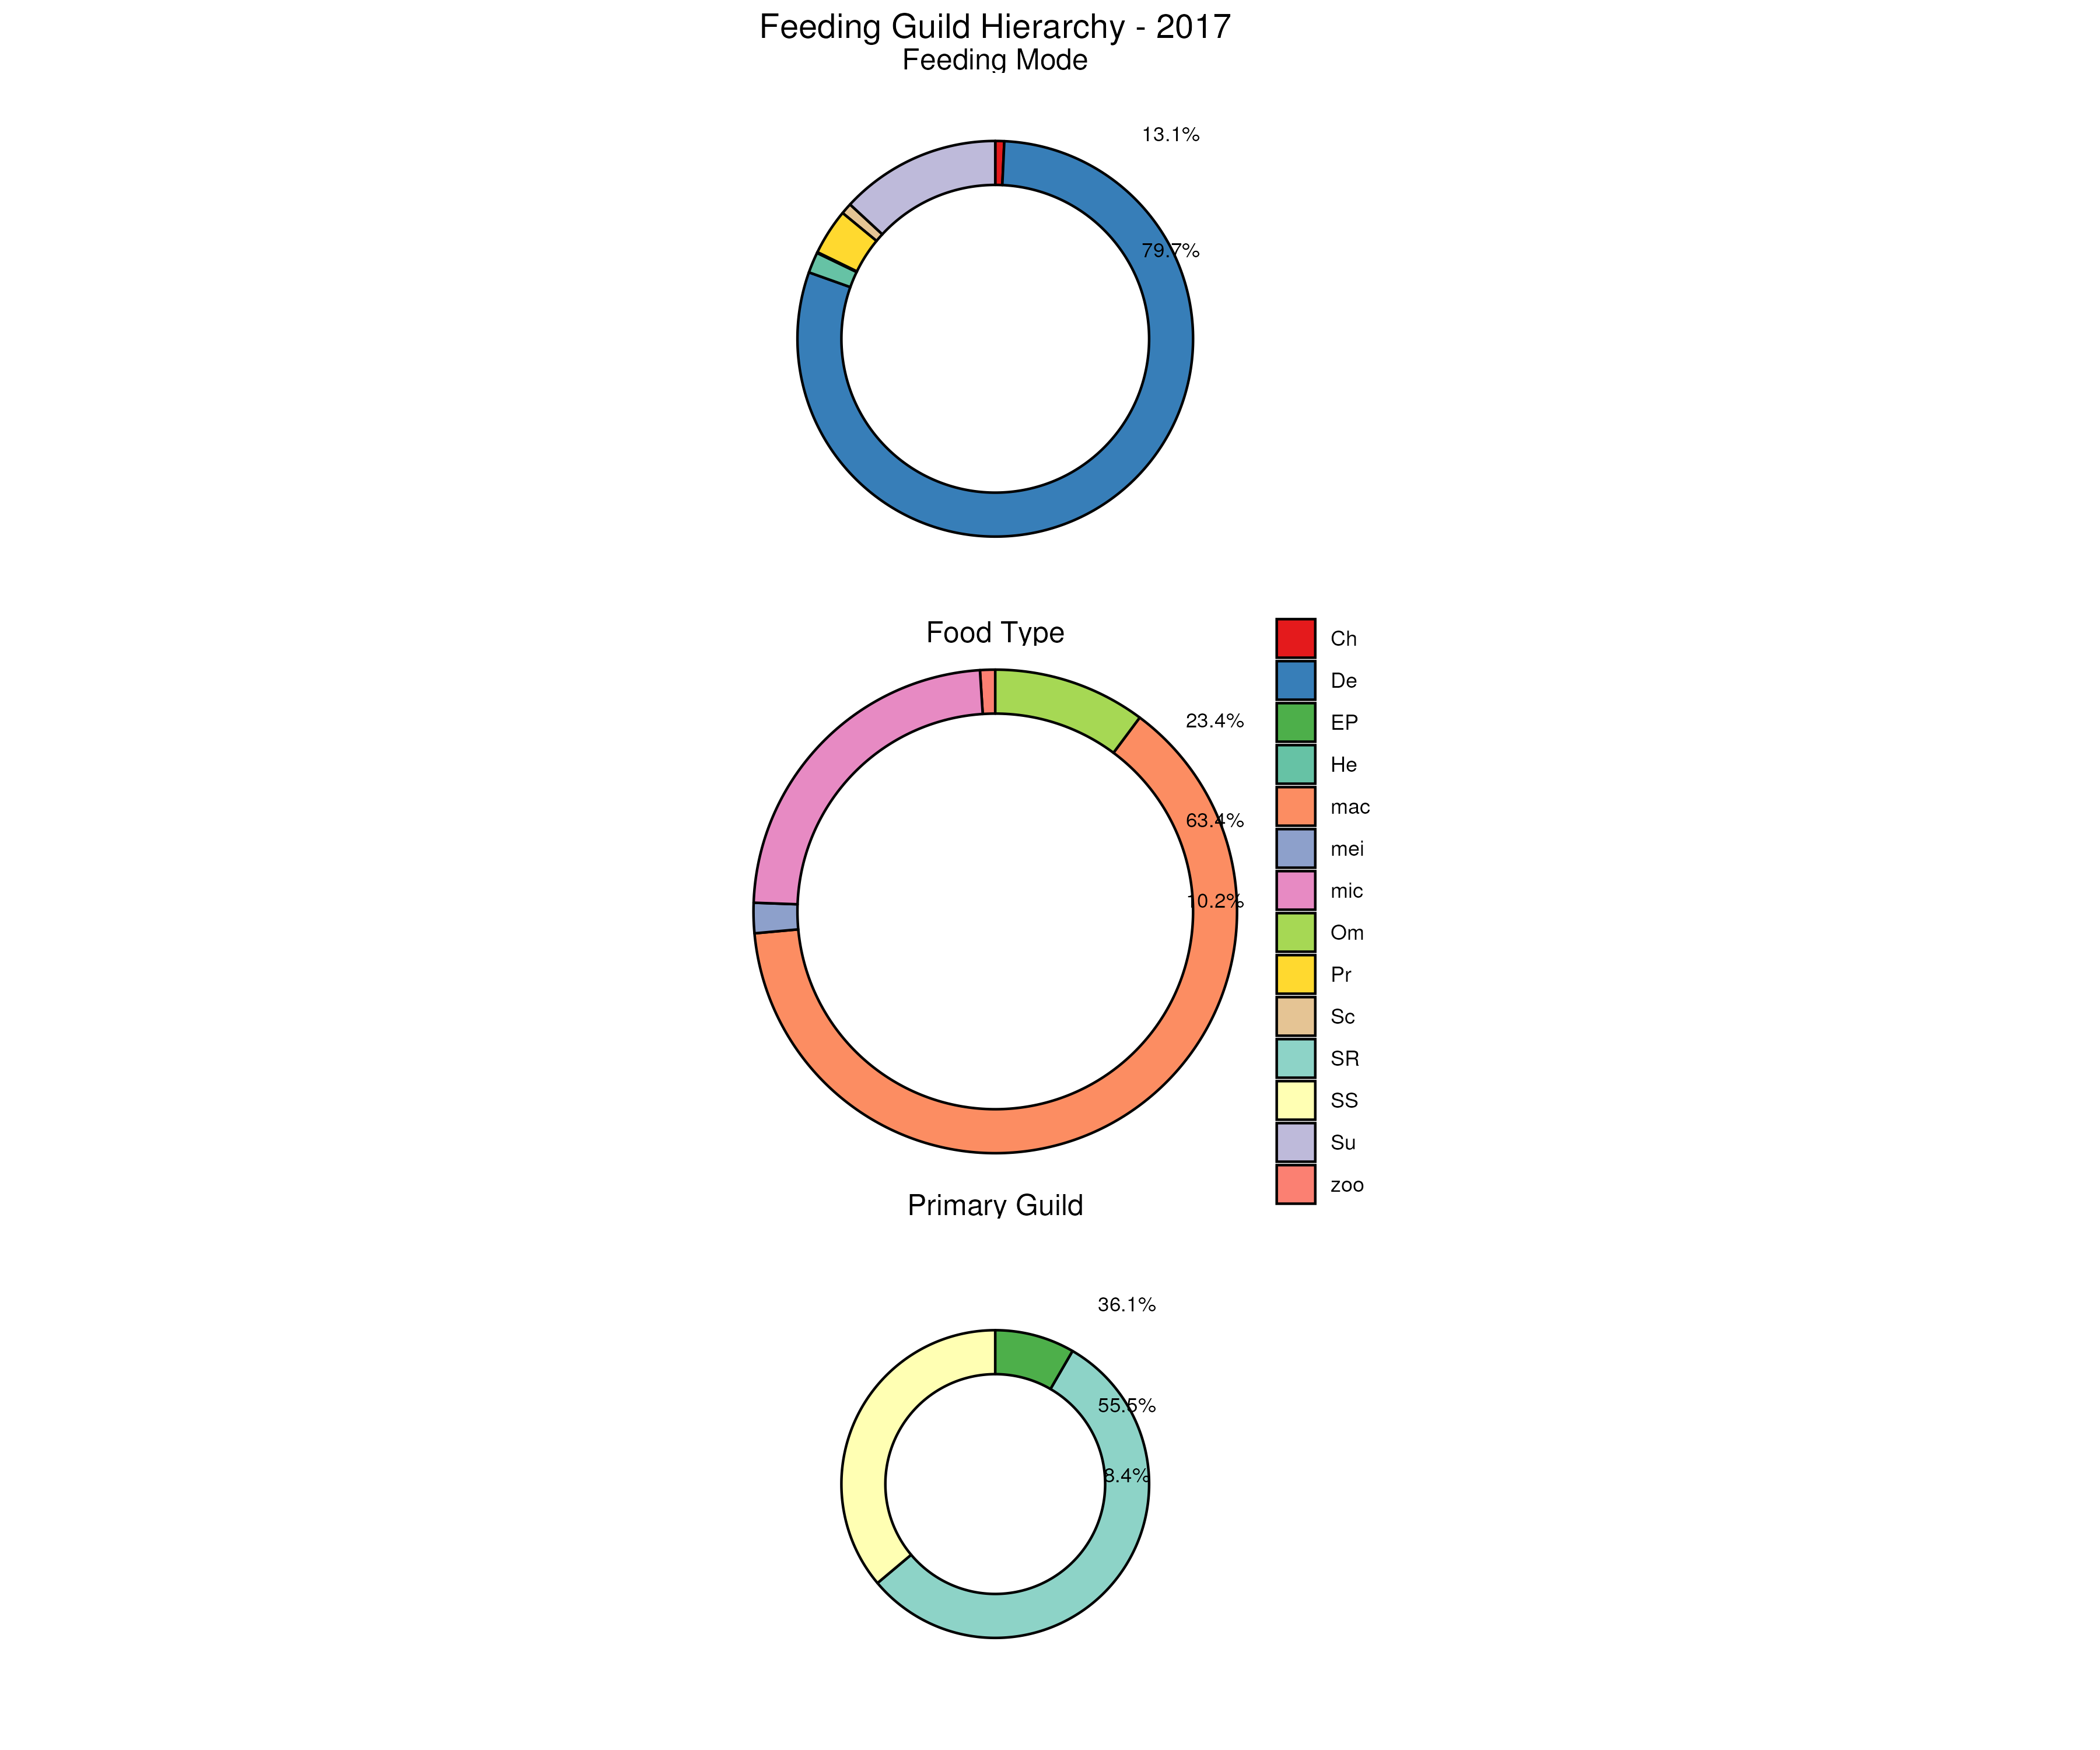 Feeding Guild Hierarchy - 2017
Feeding Mode
13.1%
79.7%
Food Type
23.4%
63.4%
10.2%
Ch
De
EP
He
mac
mei
mic
Om
Pr
Sc
SR
SS
Su
zoo
Primary Guild
36.1%
55.5%
8.4%